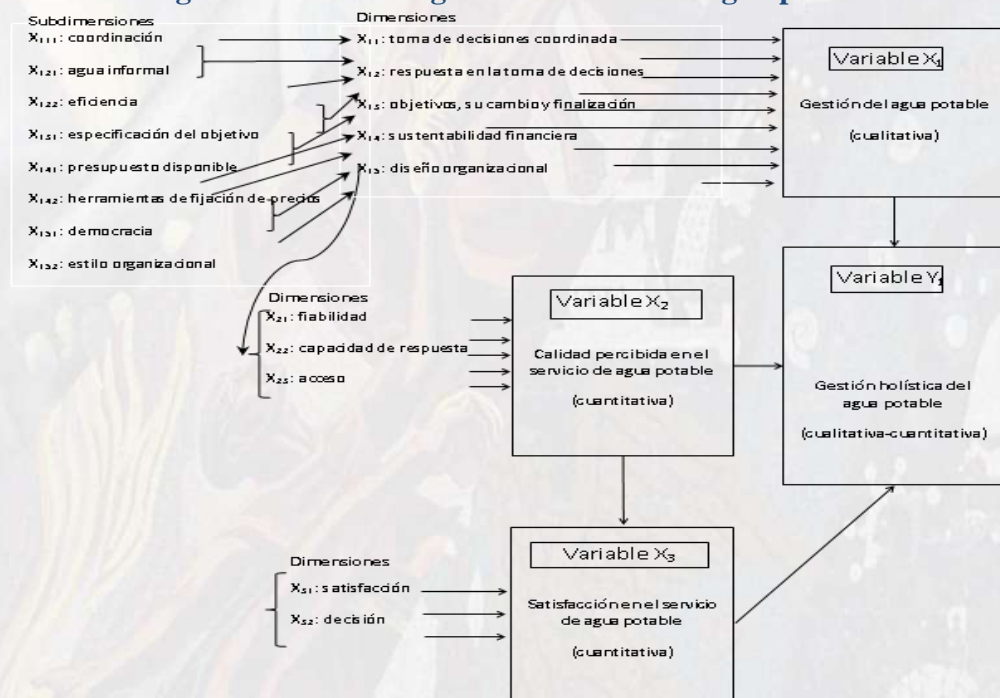 Subdimensiones
X₁₁₁: coordinación
X₁₂₁: agua informal
X₁₂₂: eficiencia
X₁₅₁: especificación del objetivo
X₁₄₁: presupuesto disponible
X₁₄₂: herramientas de fijación de precios
X₁₃₁: democracia
X₁₃₂: estilo organizacional
Dimensiones
X₁₁: toma de decisiones coordinada
X₁₂: respuesta en la toma de decisiones
X₁₅: objetivos, su cambio y finalización
X₁₄: sustentabilidad financiera
X₁₃: diseño organizacional
Variable X₁
Gestión del agua potable
(cualitativa)
Dimensiones
X₂₁: fiabilidad
X₂₂: capacidad de respuesta
X₂₃: acceso
Variable X₂
Calidad percibida en el
servicio de agua potable
(cuantitativa)
Variable Y₁
Gestión holística del
agua potable
(cualitativa-cuantitativa)
Dimensiones
X₃₁: satisfacción
X₃₂: decisión
Variable X₃
Satisfacción en el servicio
de agua potable
(cuantitativa)